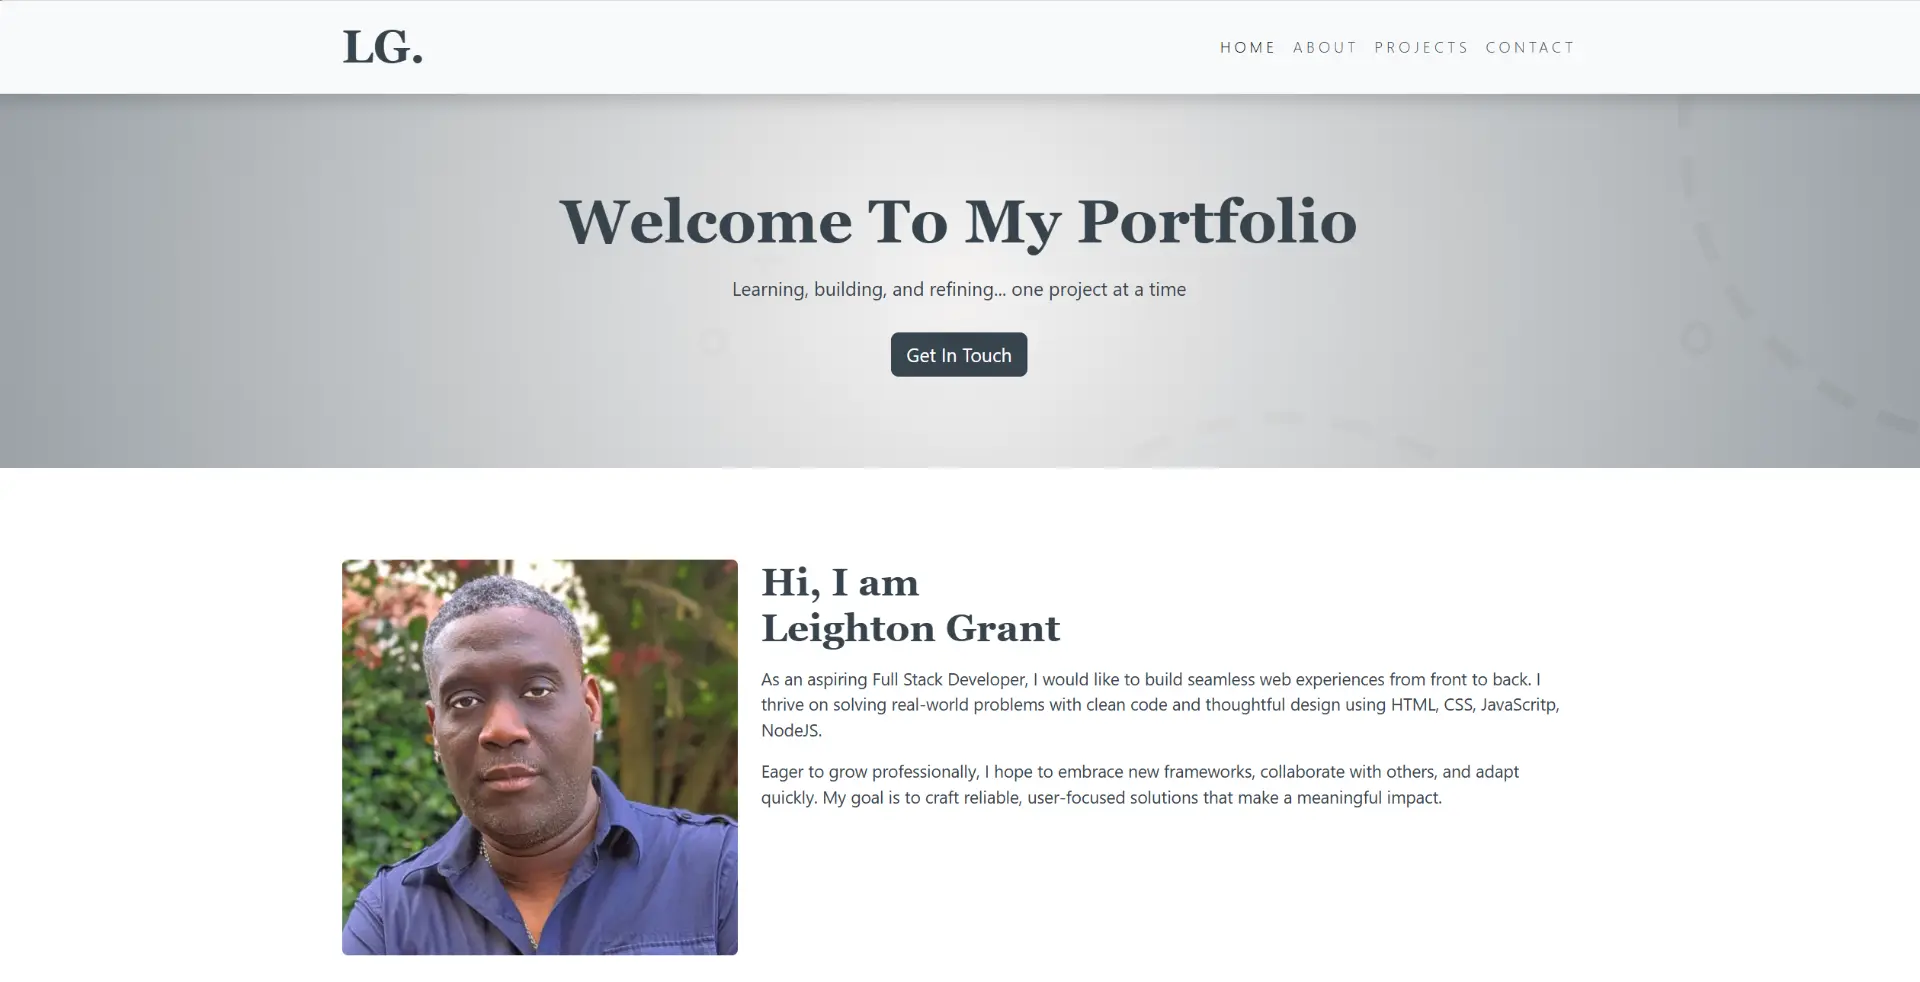 LG.
HOME ABOUT PROJECTS CONTACT
Welcome To My Portfolio
Learning, building, and refining... one project at a time
Get In Touch
Hi, I am
Leighton Grant
As an aspiring Full Stack Developer, I would like to build seamless web experiences from front to back. I
thrive on solving real-world problems with clean code and thoughtful design using HTML, CSS, JavaScritp,
NodeJS.
Eager to grow professionally, I hope to embrace new frameworks, collaborate with others, and adapt
quickly. My goal is to craft reliable, user-focused solutions that make a meaningful impact.